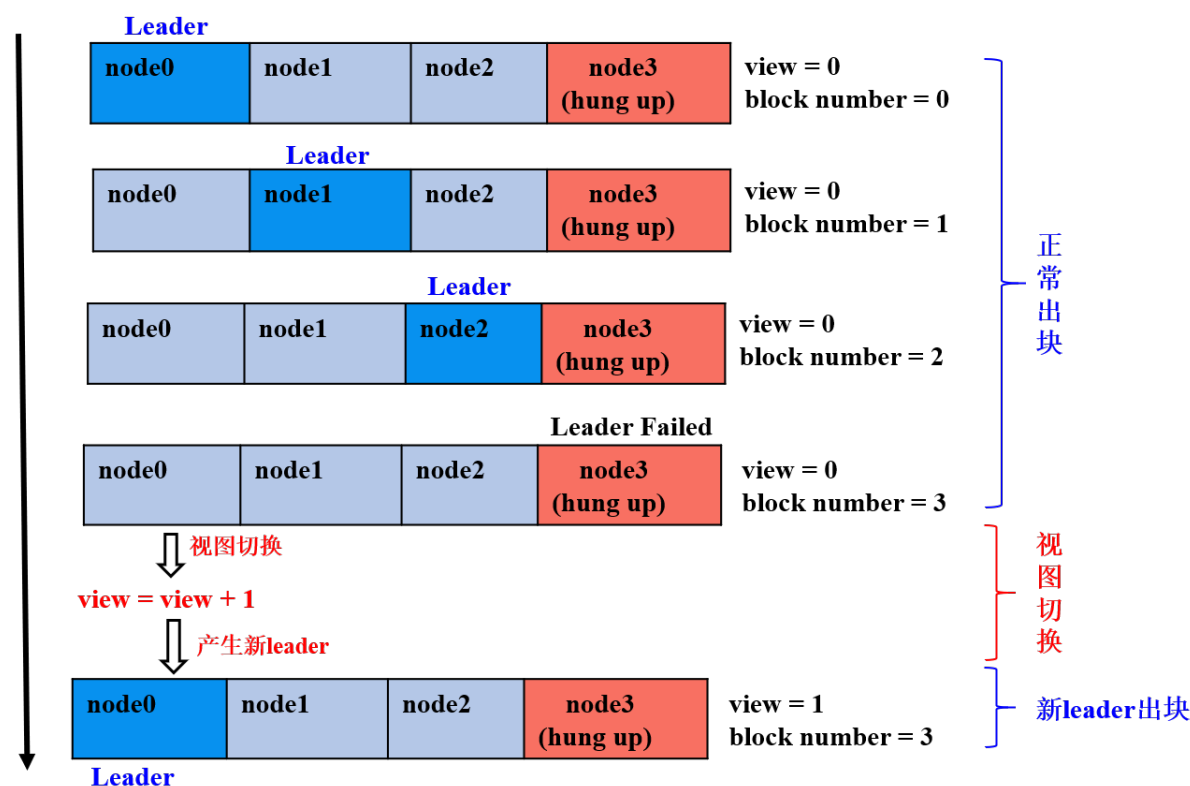 Leader
node0 node1 node2 node3 view = 0
(hung up) block number = 0
Leader
node0 node1 node2 node3 view = 0
(hung up) block number = 1
Leader
node0 node1 node2 node3 view = 0
(hung up) block number = 2
正常出块
Leader Failed
node0 node1 node2 node3 view = 0
(hung up) block number = 3
视图切换
view = view + 1
产生新leader
视图切换
node0 node1 node2 node3 view = 1
(hung up) block number = 3
新leader出块
Leader